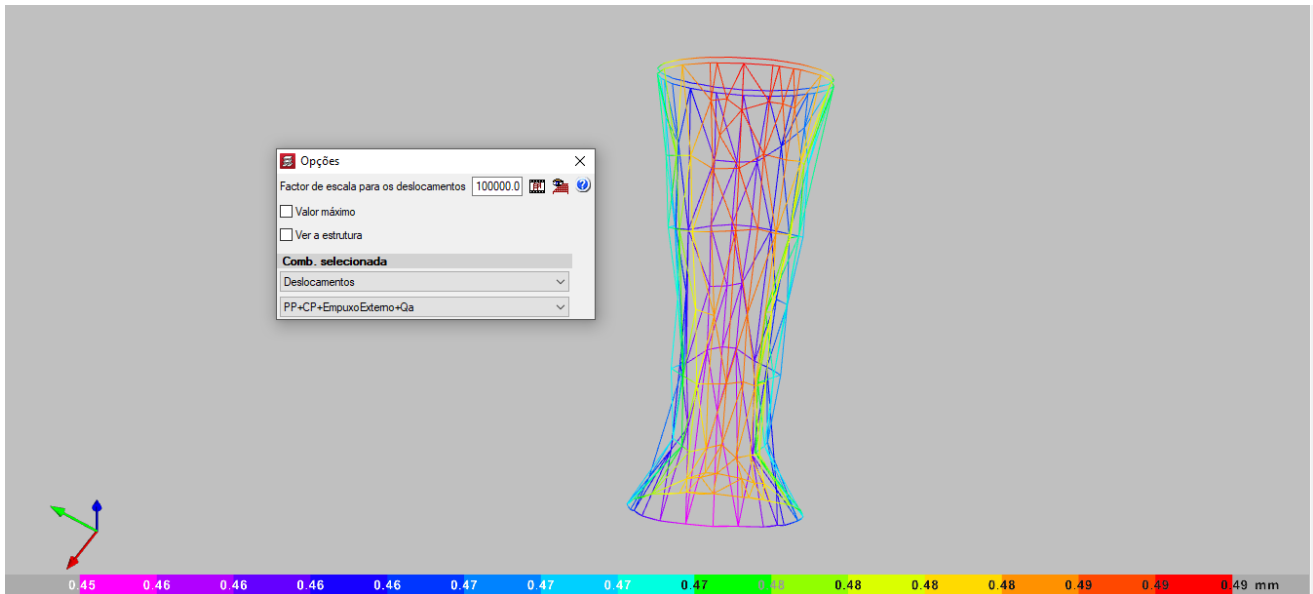 Opções
Factor de escala para os deslocamentos 100000.0
Valor máximo
Ver a estrutura
Comb. selecionada
Deslocamentos
PP+CP+EmpuxoExterno+Qa
0.45 0.46 0.46 0.46 0.46 0.47 0.47 0.47 0.47 0.48 0.48 0.48 0.48 0.49 0.49 0.49 mm